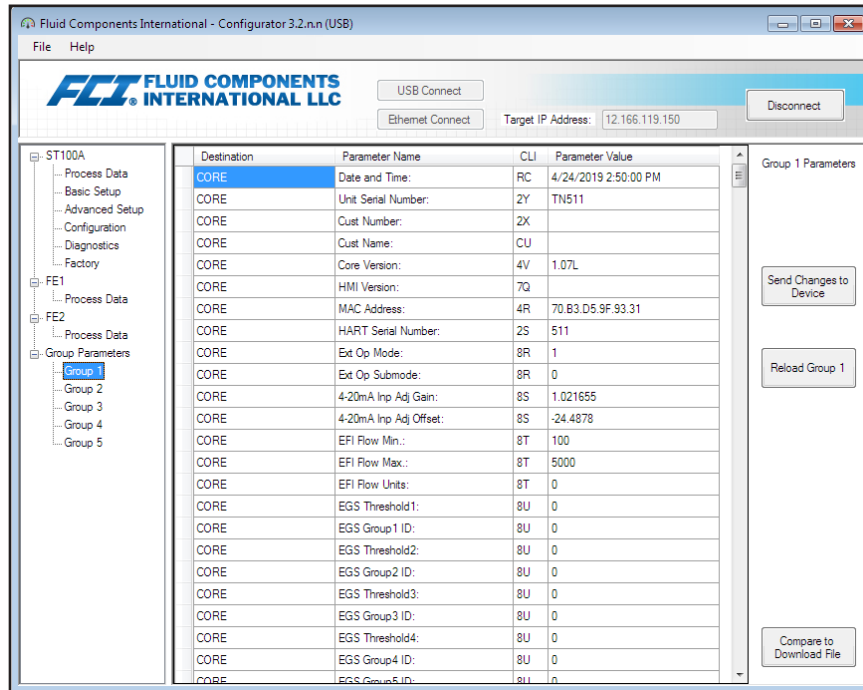 Fluid Components International - Configurator 3.2.n.n (USB)
File Help
FCI FLUID COMPONENTS
® INTERNATIONAL LLC
USB Connect
Ethernet Connect
Target IP Address: 12.166.119.150
Disconnect
ST100A
Process Data
Basic Setup
Advanced Setup
Configuration
Diagnostics
Factory
FE1
Process Data
FE2
Process Data
Group Parameters
Group 1
Group 2
Group 3
Group 4
Group 5
Destination Parameter Name CLI Parameter Value
CORE Date and Time: RC 4/24/2019 2:50:00 PM
CORE Unit Serial Number: 2Y TN511
CORE Cust Number: 2X
CORE Cust Name: CU
CORE Core Version: 4V 1.07L
CORE HMI Version: 7Q
CORE MAC Address: 4R 70.B3.D5.9F.93.31
CORE HART Serial Number: 2S 511
CORE Ext Op Mode: 8R 1
CORE Ext Op Submode: 8R 0
CORE 4-20mA Inp Adj Gain: 8S 1.021655
CORE 4-20mA Inp Adj Offset: 8S -24.4878
CORE EFI Flow Min.: 8T 100
CORE EFI Flow Max.: 8T 5000
CORE EFI Flow Units: 8T 0
CORE EGS Threshold1: 8U 0
CORE EGS Group1 ID: 8U 0
CORE EGS Threshold2: 8U 0
CORE EGS Group2 ID: 8U 0
CORE EGS Threshold3: 8U 0
CORE EGS Group3 ID: 8U 0
CORE EGS Threshold4: 8U 0
CORE EGS Group4 ID: 8U 0
CORE EGS Group5 ID: 8U 0
Group 1 Parameters
Send Changes to
Device
Reload Group 1
Compare to
Download File